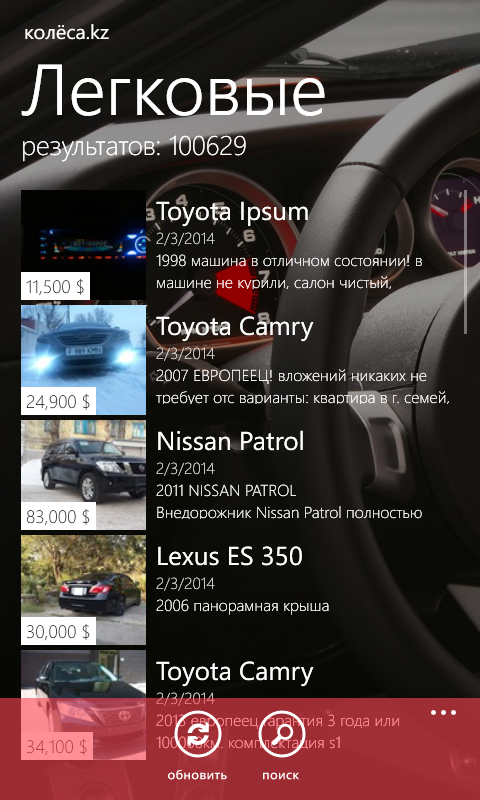 колёса.kz
Легковые
результатов: 100629
Toyota Ipsum
2/3/2014
1998 машина в отличном состоянии! в
машине не курили, салон чистый,
11,500 $
Toyota Camry
2/3/2014
2007 ЕВРОПЕЕЦ! вложений никаких не
требует отс варианты: квартира в г. семей,
24,900 $
Nissan Patrol
2/3/2014
2011 NISSAN PATROL
Внедорожник Nissan Patrol полностью
83,000 $
Lexus ES 350
2/3/2014
2006 панорамная крыша
30,000 $
Toyota Camry
2/3/2014
2013 европеец, гарантия 3 года или
100000км. комплектация s1
34,100 $
обновить
поиск